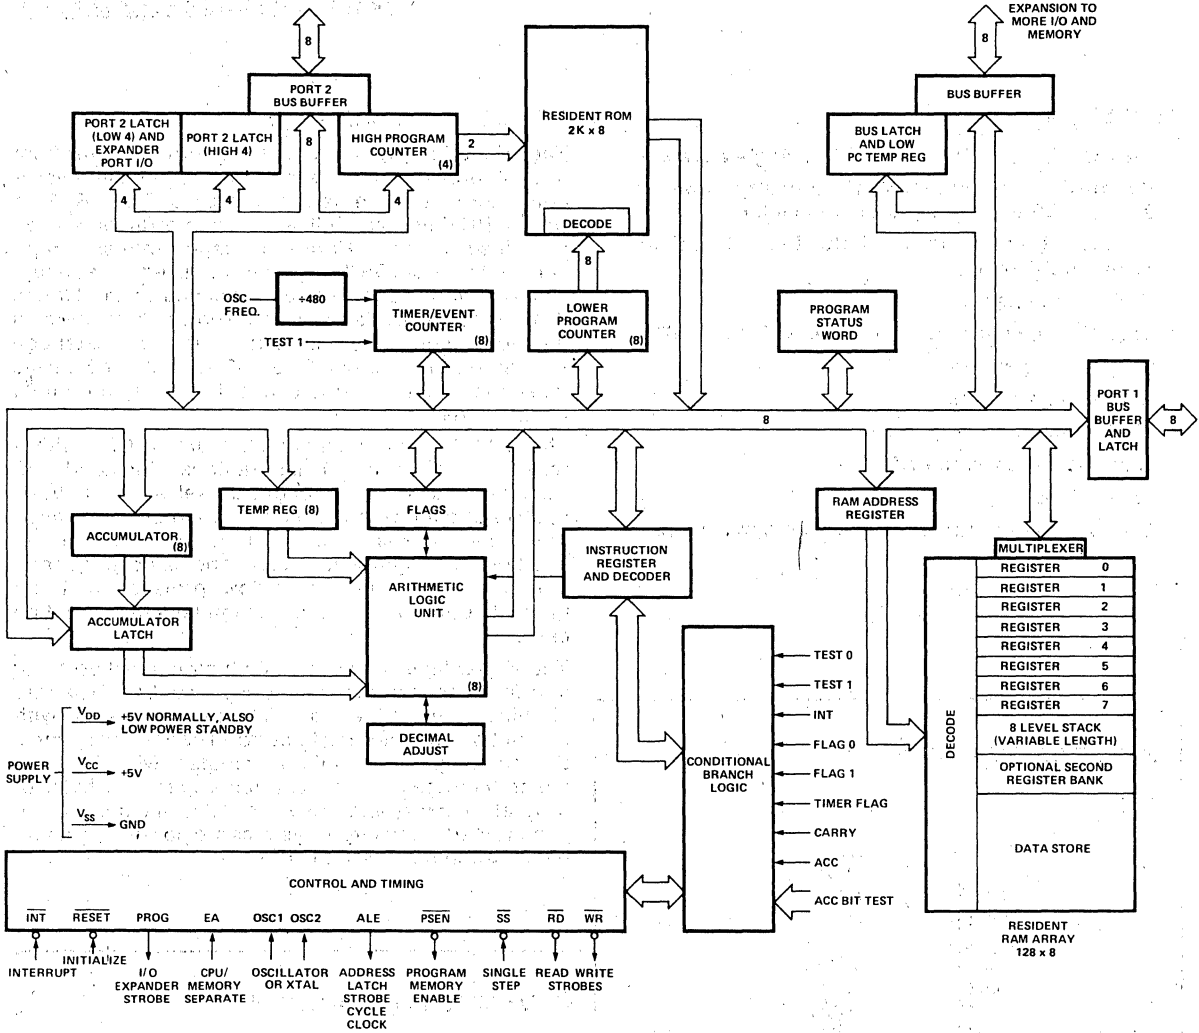 EXPANSION TO
MORE I/O AND
MEMORY
8
8
PORT 2
BUS BUFFER
BUS BUFFER
PORT 2 LATCH
(LOW 4) AND
EXPANDER
PORT I/O
PORT 2 LATCH
(HIGH 4)
8
HIGH PROGRAM
COUNTER
(4)
2
RESIDENT ROM
2K x 8
DECODE
BUS LATCH
AND LOW
PC TEMP REG
4
4
4
8
OSC
FREQ.
÷480
TEST 1
TIMER/EVENT
COUNTER
(8)
LOWER
PROGRAM
COUNTER
(8)
PROGRAM
STATUS
WORD
8
PORT 1
BUS
BUFFER
AND
LATCH
8
ACCUMULATOR
(8)
TEMP REG (8)
FLAGS
RAM ADDRESS
REGISTER
ACCUMULATOR
LATCH
ARITHMETIC
LOGIC
UNIT
(8)
INSTRUCTION
REGISTER
AND DECODER
MULTIPLEXER
DECODE
REGISTER 0
REGISTER 1
REGISTER 2
REGISTER 3
REGISTER 4
REGISTER 5
REGISTER 6
REGISTER 7
8 LEVEL STACK
(VARIABLE LENGTH)
OPTIONAL SECOND
REGISTER BANK
DATA STORE
RESIDENT
RAM ARRAY
128 x 8
DECIMAL
ADJUST
POWER
SUPPLY
VDD
+5V NORMALLY, ALSO
LOW POWER STANDBY
VCC
+5V
VSS
GND
CONDITIONAL
BRANCH
LOGIC
TEST 0
TEST 1
INT
FLAG 0
FLAG 1
TIMER FLAG
CARRY
ACC
ACC BIT TEST
CONTROL AND TIMING
INT RESET PROG EA OSC1 OSC2 ALE PSEN SS RD WR
INTERRUPT
INITIALIZE
I/O
EXPANDER
STROBE
CPU/
MEMORY
SEPARATE
OSCILLATOR
OR XTAL
ADDRESS
LATCH
STROBE
CYCLE
CLOCK
PROGRAM
MEMORY
ENABLE
SINGLE
STEP
READ WRITE
STROBES